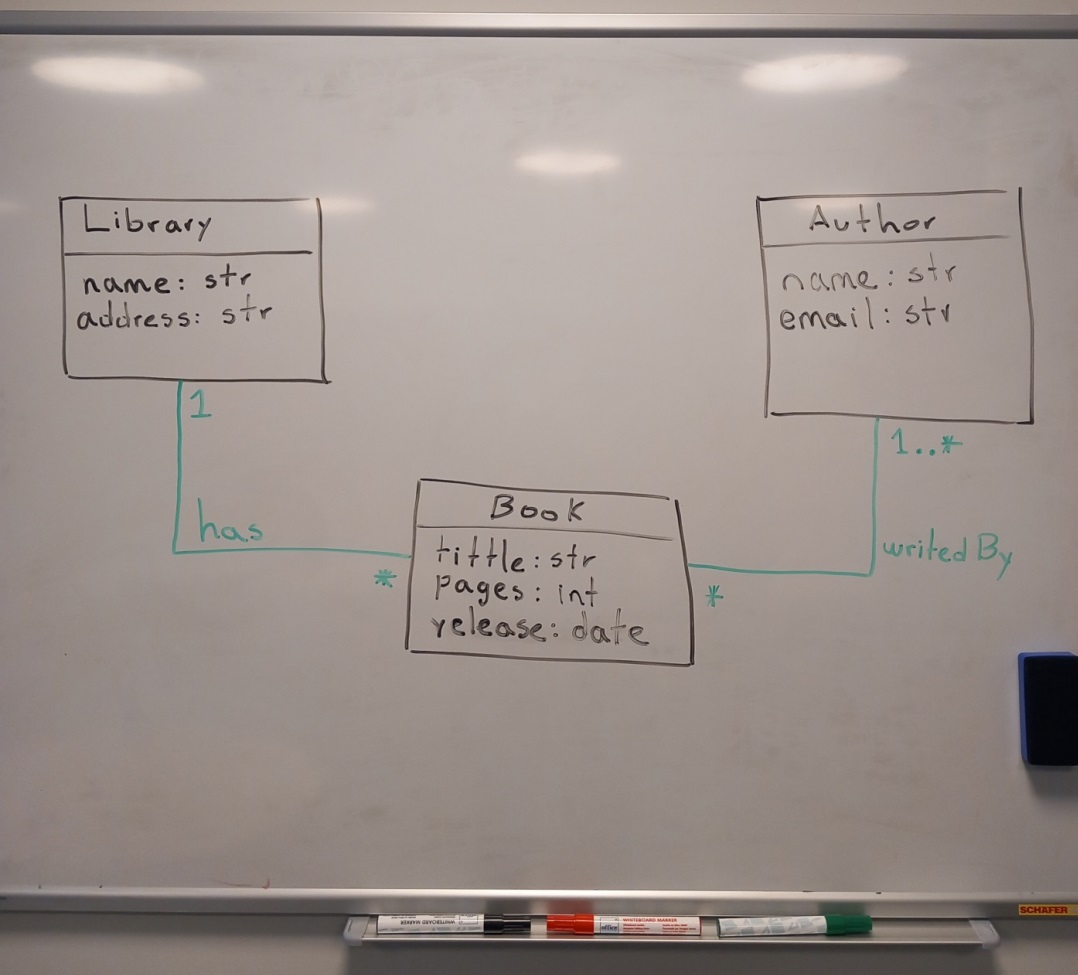 Library
name: str
address: str
Author
name: str
email: str
1
1..*
has
*
Book
tittle: str
pages: int
release: date
writed By
*
SCHÄFER
WHITEBOARD MARKER
office
WHITEBOARD MARKER